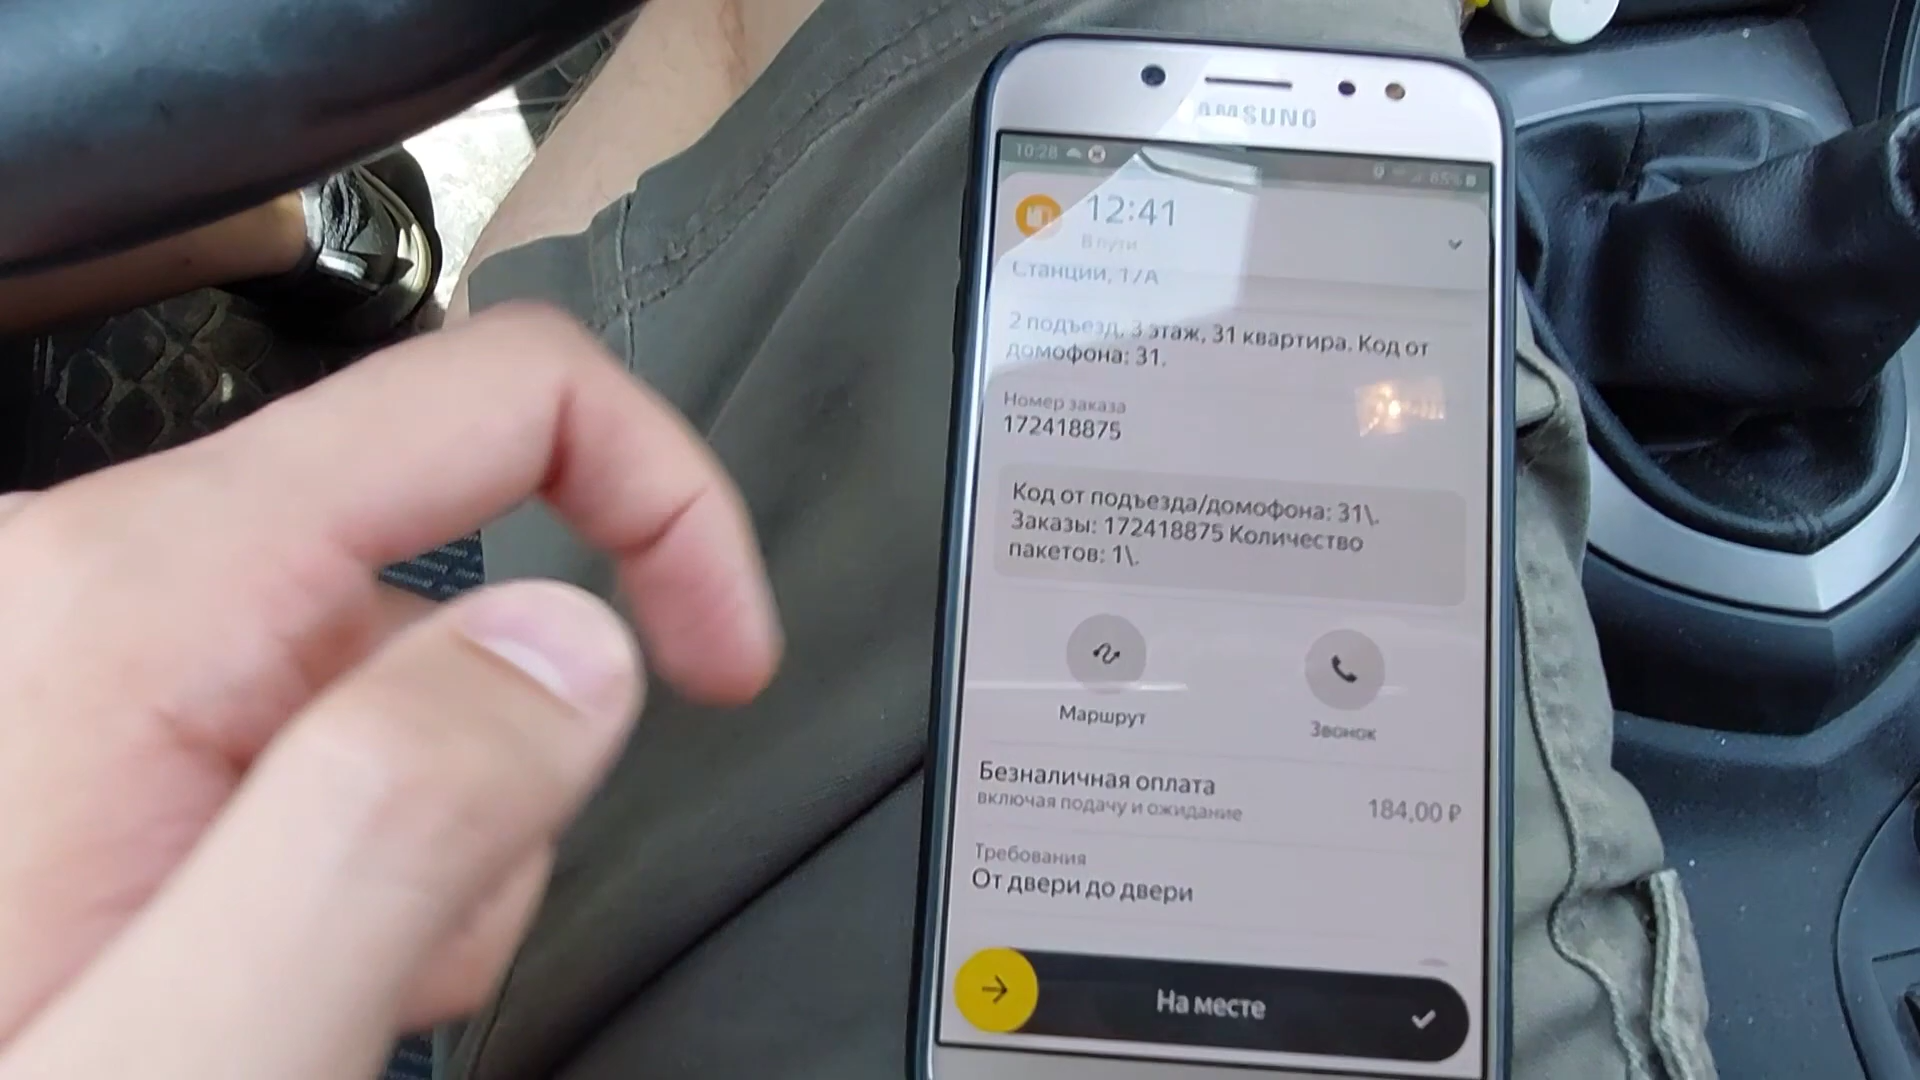 SAMSUNG
10:28
85%
12:41
В пути
Станции, 17А
2 подъезд, 3 этаж, 31 квартира. Код от
домофона: 31.
Номер заказа
172418875
Код от подъезда/домофона: 31\.
Заказы: 172418875 Количество
пакетов: 1\.
Маршрут
Звонок
Безналичная оплата
включая подачу и ожидание
184,00 ₽
Требования
От двери до двери
На месте